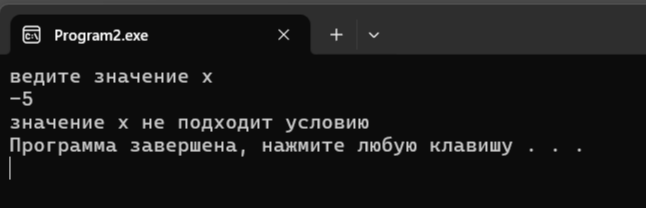 Program2.exe
ведите значение x
-5
значение x не подходит условию
Программа завершена, нажмите любую клавишу . . .